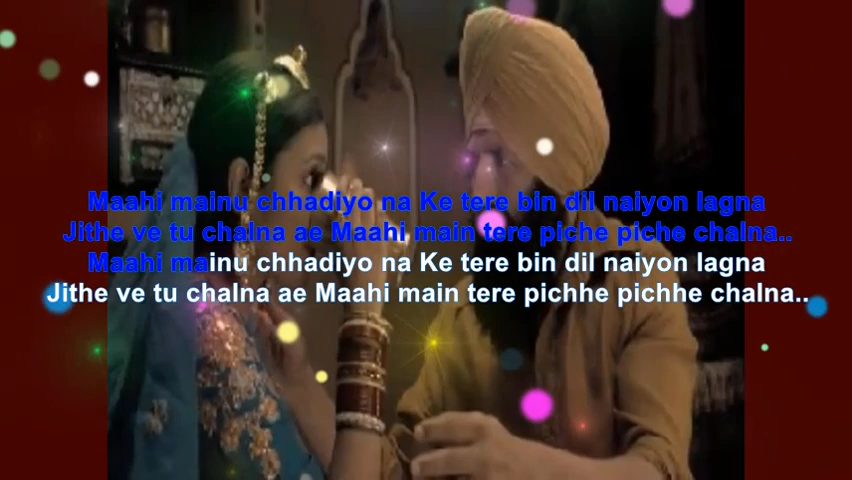 Maahi mainu chhadiyo na Ke tere bin dil naiyon lagna
Jithe ve tu chalna ae Maahi main tere piche piche chalna..
Maahi mainu chhadiyo na Ke tere bin dil naiyon lagna
Jithe ve tu chalna ae Maahi main tere pichhe pichhe chalna..